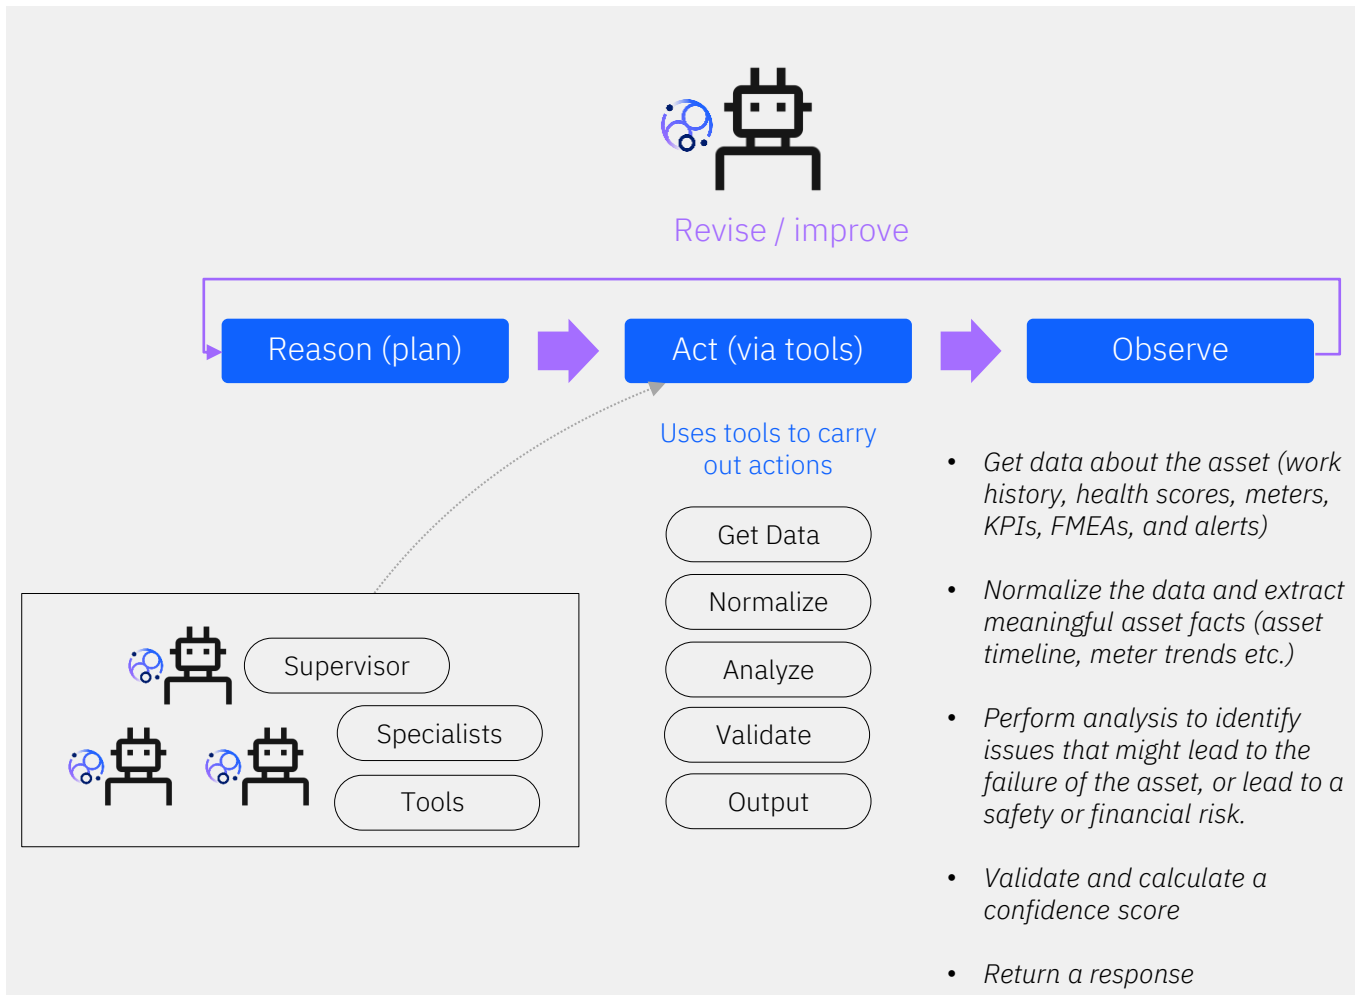 Revise / improve
Reason (plan)
Act (via tools)
Observe
Uses tools to carry
out actions
Get Data
Normalize
Analyze
Validate
Output
Supervisor
Specialists
Tools
• Get data about the asset (work
history, health scores, meters,
KPIs, FMEAs, and alerts)
• Normalize the data and extract
meaningful asset facts (asset
timeline, meter trends etc.)
• Perform analysis to identify
issues that might lead to the
failure of the asset, or lead to a
safety or financial risk.
• Validate and calculate a
confidence score
• Return a response